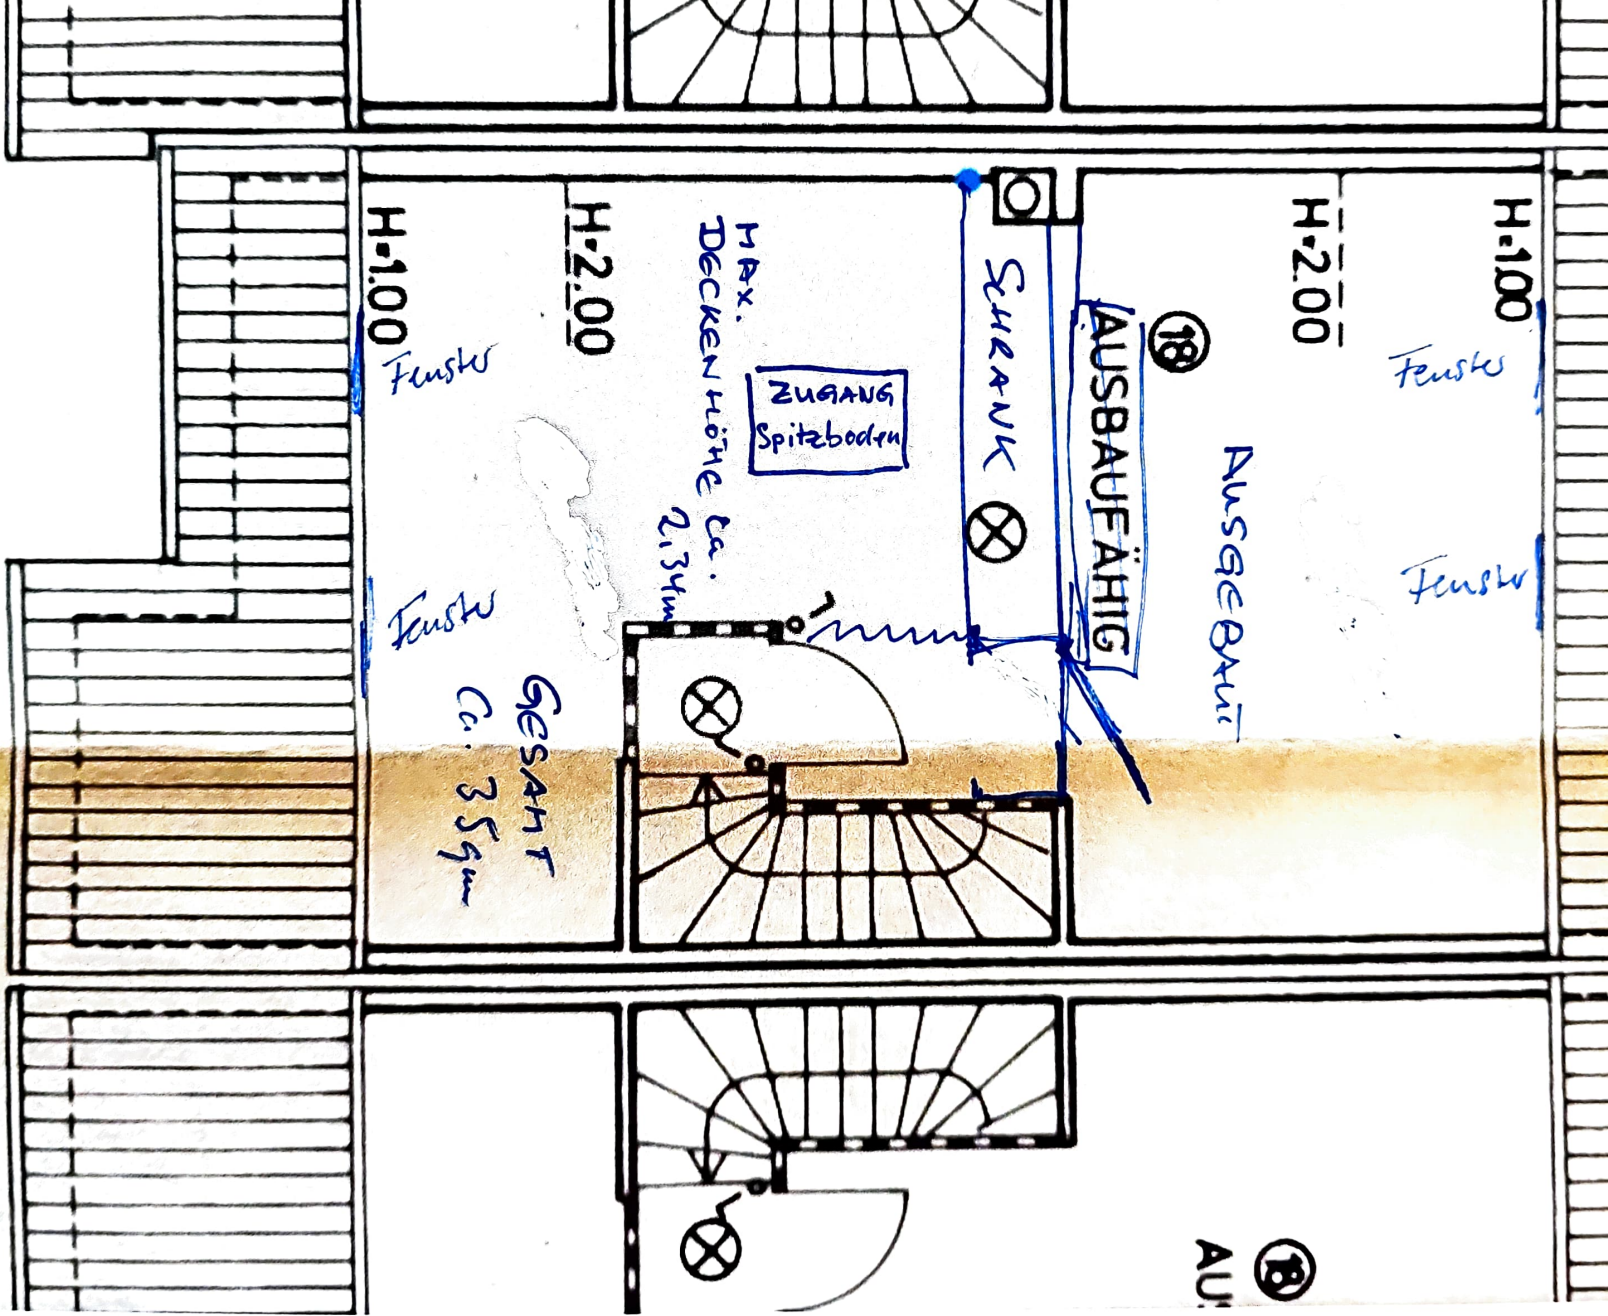 H=1.00
H=2.00
MAX.
DECKENHÖHE ca.
2,34m
ZUGANG
Spitzboden
SCHRANK
18
AUSBAUFÄHIG
AUSGEBAUT
H=2.00
H=1.00
Fenster
Fenster
Fenster
Fenster
GESAMT
Ca. 35qm
18
AU